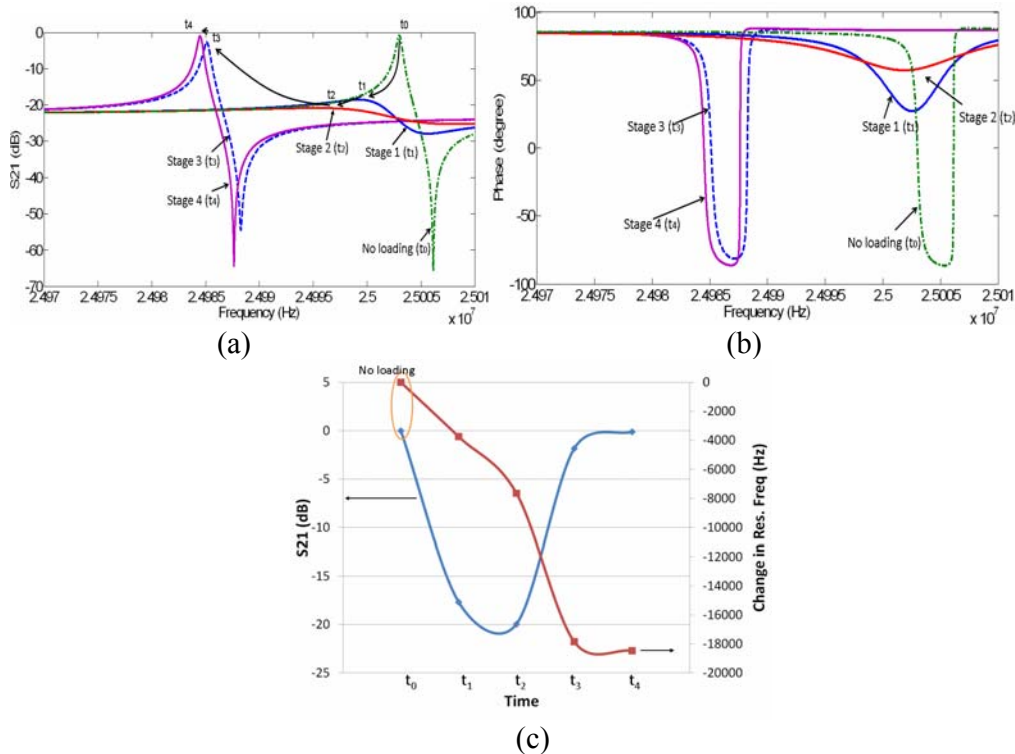 t4
t3
t0
0
-10
-20
-30
-40
-50
-60
-70
S21 (dB)
t2
t1
Stage 3 (t3)
Stage 2 (t2)
Stage 1 (t1)
Stage 4 (t4)
No loading (t0)
2.497 2.4975 2.498 2.4985 2.499 2.4995 2.5 2.5005 2.501
Frequency (Hz)
x 10^7
(a)
100
50
0
-50
-100
Phase (degree)
Stage 3 (t3)
Stage 2 (t2)
Stage 1 (t1)
Stage 4 (t4)
No loading (t0)
2.497 2.4975 2.498 2.4985 2.499 2.4995 2.5 2.5005 2.501
Frequency (Hz)
x 10^7
(b)
No loading
5
0
-5
-10
-15
-20
-25
S21 (dB)
0
-2000
-4000
-6000
-8000
-10000
-12000
-14000
-16000
-18000
-20000
Change in Res. Freq (Hz)
t0 t1 t2 t3 t4
Time
(c)